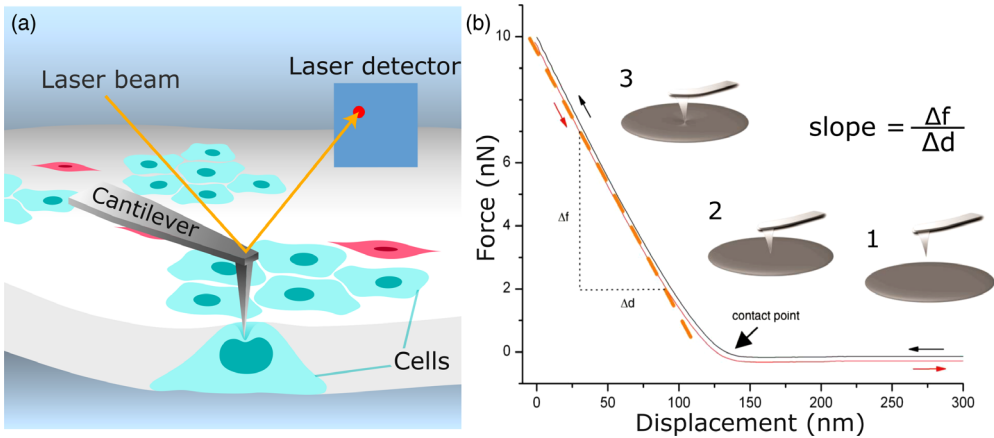 (a)
Laser beam
Laser detector
Cantilever
Cells
(b)
Force (nN)
10
8
6
4
2
0
3
2
1
slope = Δf/Δd
Δf
Δd
contact point
0 50 100 150 200 250 300
Displacement (nm)